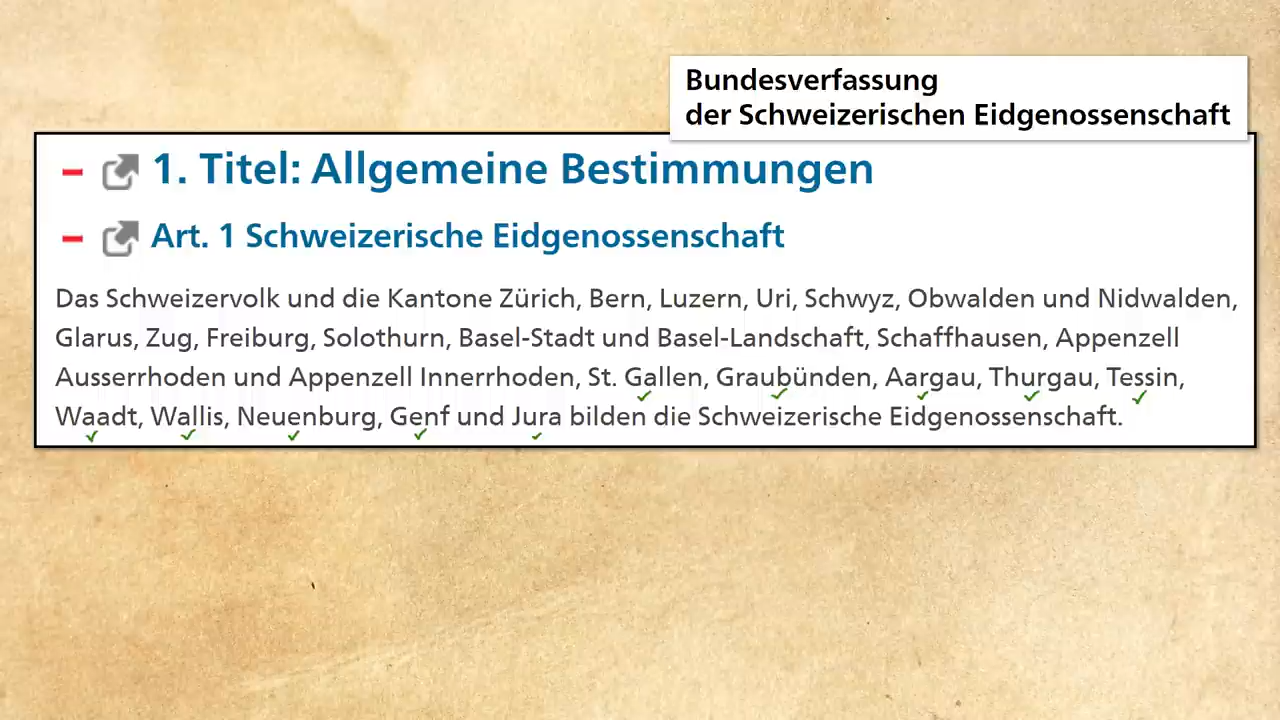 Bundesverfassung
der Schweizerischen Eidgenossenschaft
1. Titel: Allgemeine Bestimmungen
Art. 1 Schweizerische Eidgenossenschaft
Das Schweizervolk und die Kantone Zürich, Bern, Luzern, Uri, Schwyz, Obwalden und Nidwalden,
Glarus, Zug, Freiburg, Solothurn, Basel-Stadt und Basel-Landschaft, Schaffhausen, Appenzell
Ausserrhoden und Appenzell Innerrhoden, St. Gallen, Graubünden, Aargau, Thurgau, Tessin,
Waadt, Wallis, Neuenburg, Genf und Jura bilden die Schweizerische Eidgenossenschaft.